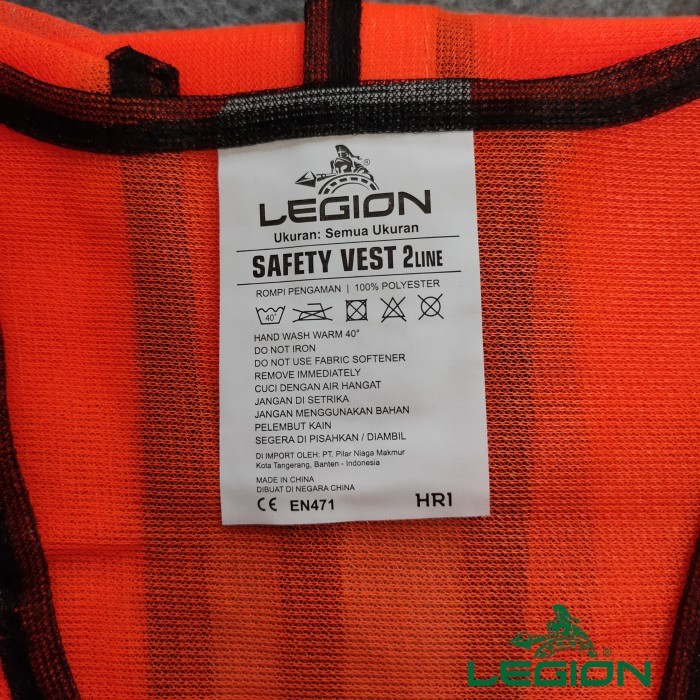 LEGION
®
LEGION
Ukuran: Semua Ukuran
SAFETY VEST 2LINE
ROMPI PENGAMAN | 100% POLYESTER
40°
HAND WASH WARM 40°
DO NOT IRON
DO NOT USE FABRIC SOFTENER
REMOVE IMMEDIATELY
CUCI DENGAN AIR HANGAT
JANGAN DI SETRIKA
JANGAN MENGGUNAKAN BAHAN
PELEMBUT KAIN
SEGERA DI PISAHKAN / DIAMBIL
DI IMPORT OLEH: PT. Pilar Niaga Makmur
Kota Tangerang, Banten - Indonesia
MADE IN CHINA
DIBUAT DI NEGARA CHINA
CE EN471 HR1
LEGION